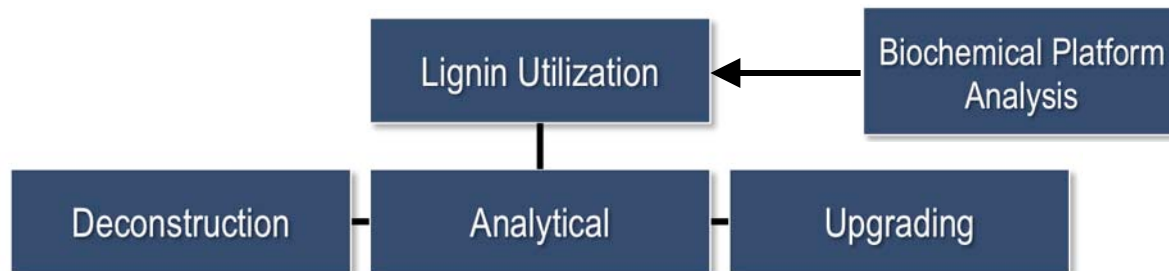 Lignin Utilization
Biochemical Platform
Analysis
Deconstruction
Analytical
Upgrading